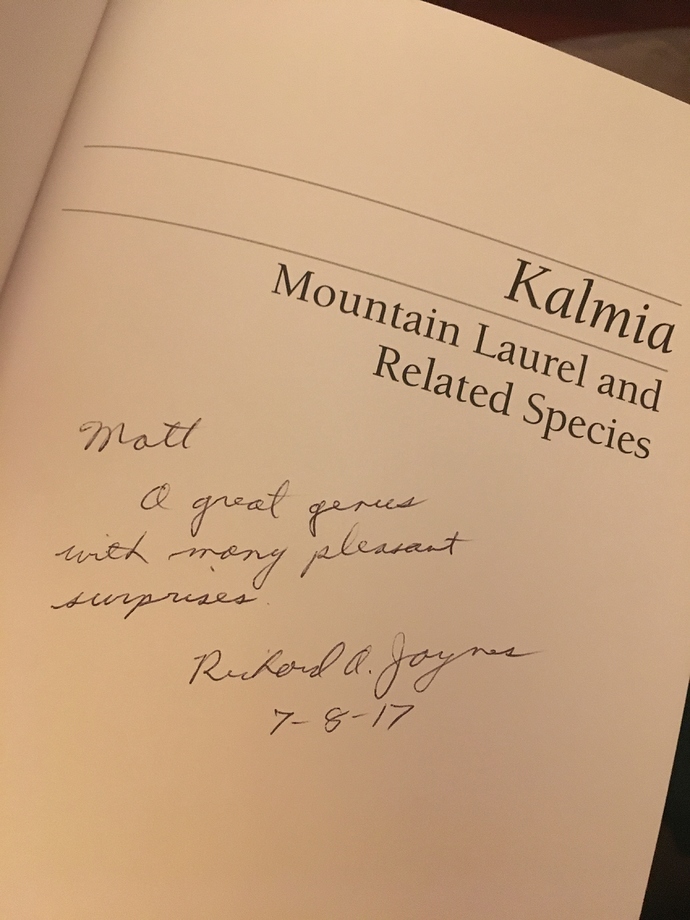 Kalmia
Mountain Laurel and
Related Species
Matt
A great genus
with many pleasant
surprises.
Richard A. Jaynes
7-8-17